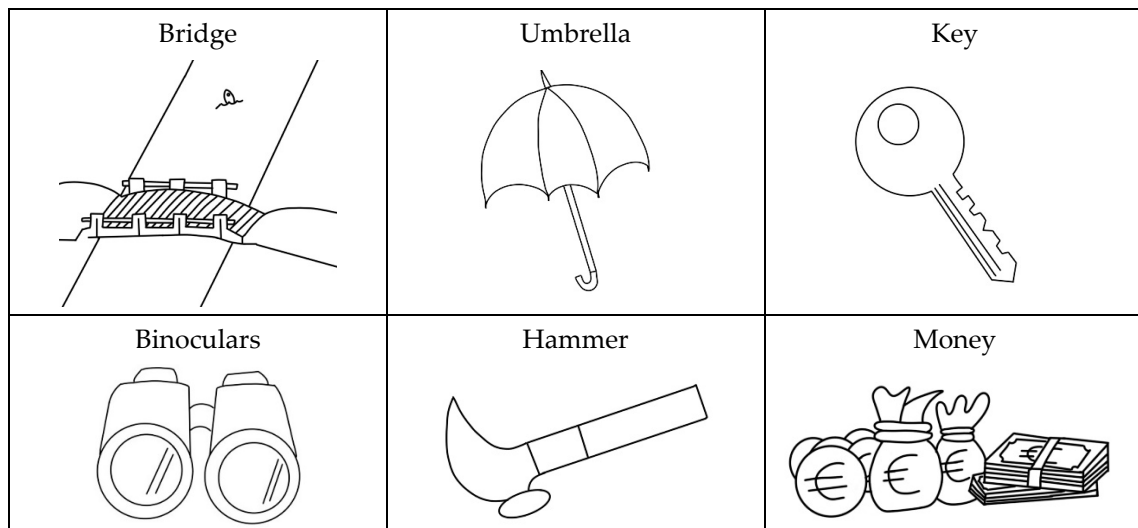 Bridge
Umbrella
Key
Binoculars
Hammer
Money
€
€
€
€